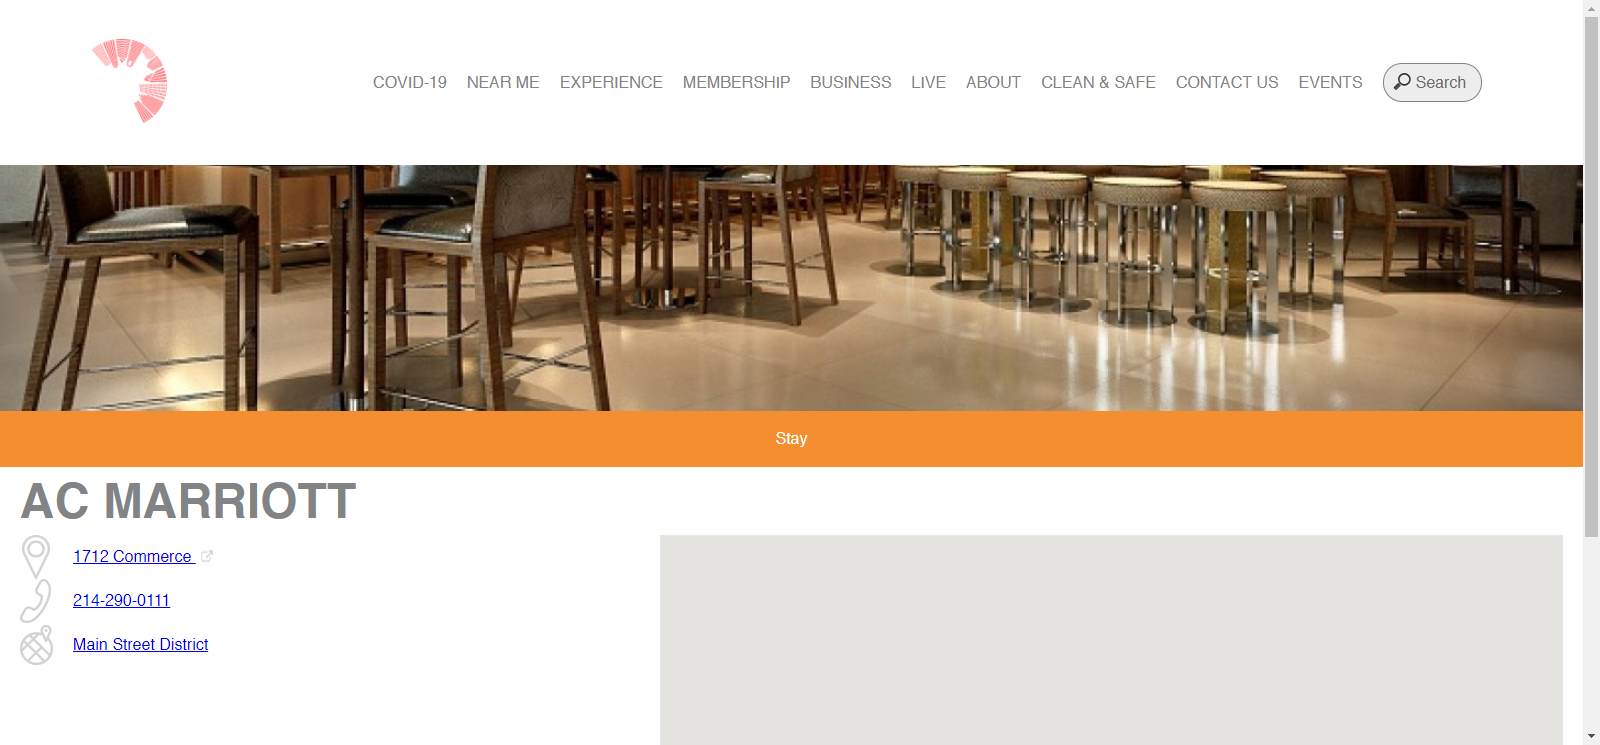 COVID-19 NEAR ME EXPERIENCE MEMBERSHIP BUSINESS LIVE ABOUT CLEAN & SAFE CONTACT US EVENTS Search
Stay
AC MARRIOTT
1712 Commerce
214-290-0111
Main Street District